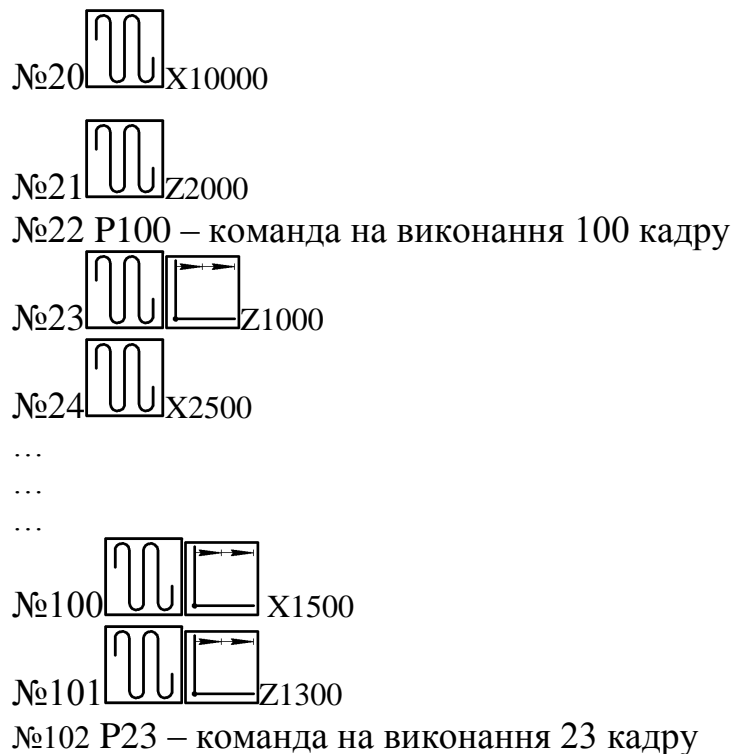 №20 X10000
№21 Z2000
№22 P100 – команда на виконання 100 кадру
№23 Z1000
№24 X2500
…
…
…
№100 X1500
№101 Z1300
№102 P23 – команда на виконання 23 кадру